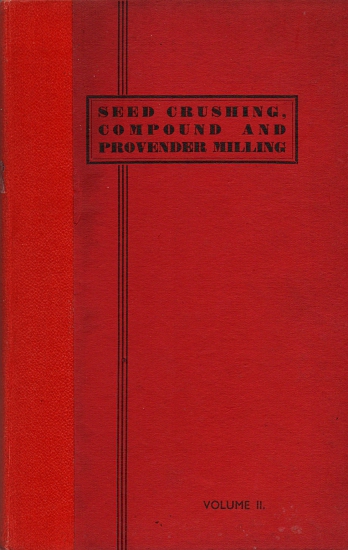 SEED CRUSHING,
COMPOUND AND
PROVENDER MILLING
VOLUME II.